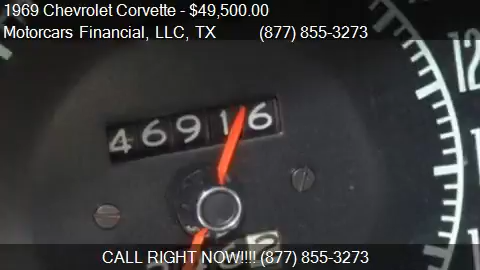 1969 Chevrolet Corvette - $49,500.00
Motorcars Financial, LLC, TX (877) 855-3273
46916
CALL RIGHT NOW!!!! (877) 855-3273